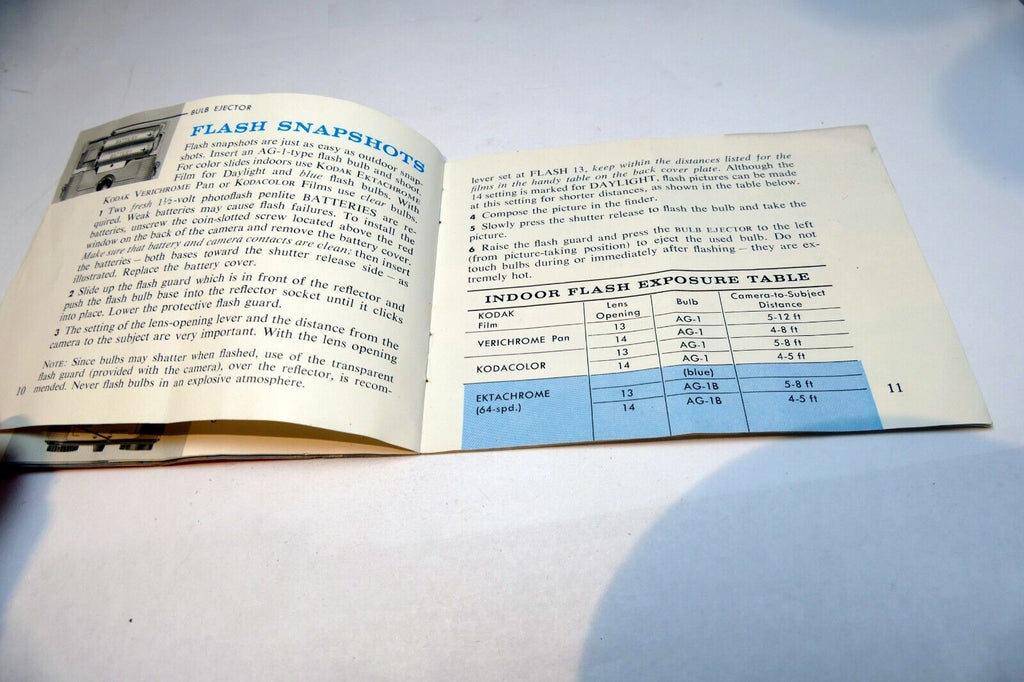 BULB EJECTOR
FLASH SNAPSHOTS
Flash snapshots are just as easy as outdoor snap-
shots. Insert an AG-1-type flash bulb and shoot.
For color slides indoors use KODAK EKTACHROME
Film for Daylight and blue flash bulbs. With
KODAK VERICHROME Pan or KODACOLOR Films use clear bulbs.
1 Two fresh 1½-volt photoflash penlite BATTERIES are re-
quired. Weak batteries may cause flash failures. To install the
batteries, unscrew the coin-slotted screw located above the red
window on the back of the camera and remove the battery cover.
Make sure that battery and camera contacts are clean; then insert
the batteries — both bases toward the shutter release side — as
illustrated. Replace the battery cover.
2 Slide up the flash guard which is in front of the reflector and
push the flash bulb base into the reflector socket until it clicks
into place. Lower the protective flash guard.
3 The setting of the lens-opening lever and the distance from the
camera to the subject are very important. With the lens opening
NOTE: Since bulbs may shatter when flashed, use of the transparent
flash guard (provided with the camera), over the reflector, is recom-
10 mended. Never flash bulbs in an explosive atmosphere.
lever set at FLASH 13, keep within the distances listed for the
films in the handy table on the back cover plate. Although the
14 setting is marked for DAYLIGHT, flash pictures can be made
at this setting for shorter distances, as shown in the table below.
4 Compose the picture in the finder.
5 Slowly press the shutter release to flash the bulb and take the
picture.
6 Raise the flash guard and press the BULB EJECTOR to the left
(from picture-taking position) to eject the used bulb. Do not
touch bulbs during or immediately after flashing — they are ex-
tremely hot.
INDOOR FLASH EXPOSURE TABLE
KODAK Film Lens Opening Bulb Camera-to-Subject Distance
VERICHROME Pan 13 AG-1 5-12 ft
14 AG-1 4-8 ft
KODACOLOR 13 AG-1 5-8 ft
14 AG-1 4-5 ft
(blue)
EKTACHROME 13 AG-1B 5-8 ft
(64-spd.) 14 AG-1B 4-5 ft
11